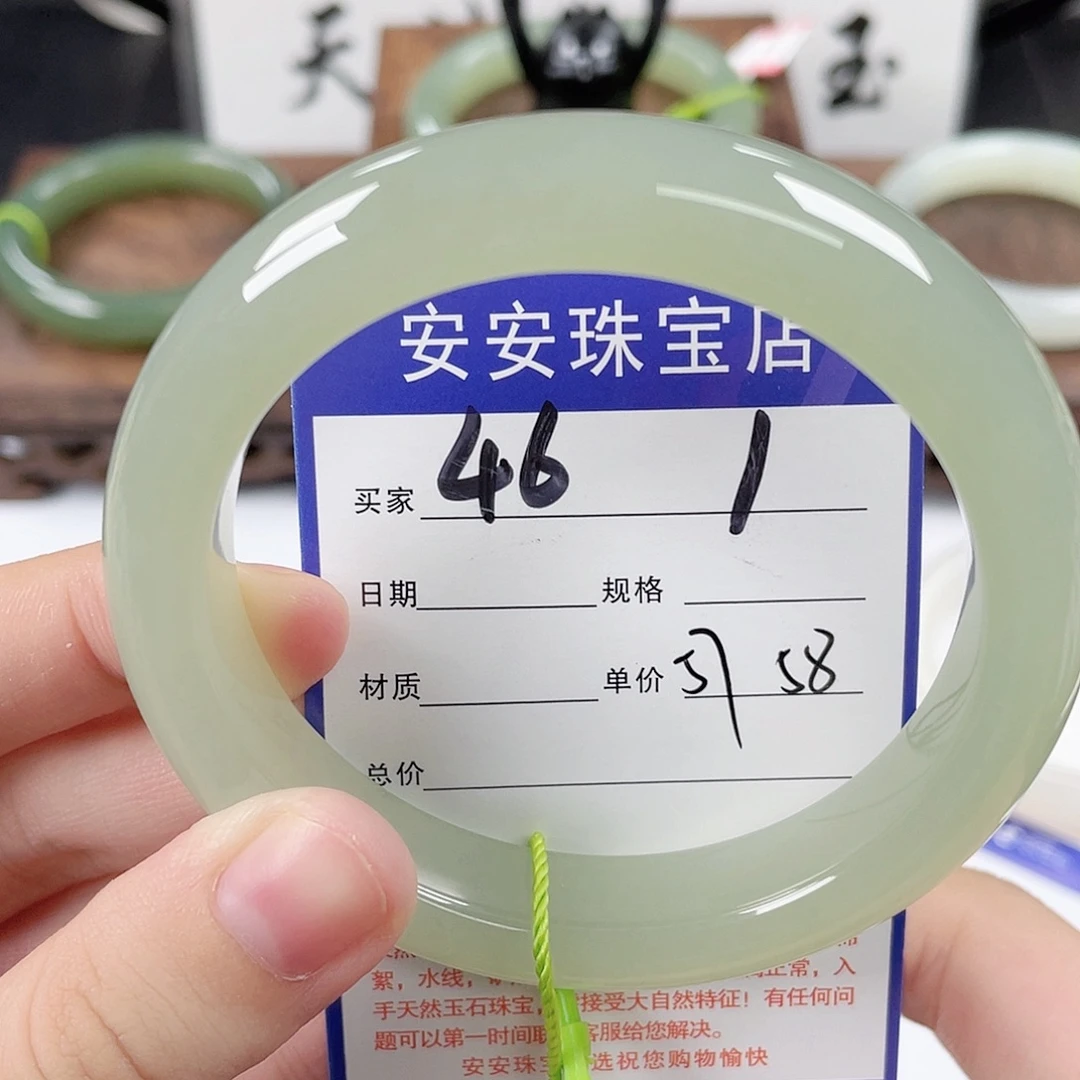 天 玉
安安珠宝店
买家 46 1
日期 规格
材质 单价 57 58
总价
絮，水线， 正常，入
手天然玉石珠宝， 接受大自然特征！有任何问
题可以第一时间联 客服给您解决。
安安珠宝 选祝您购物愉快